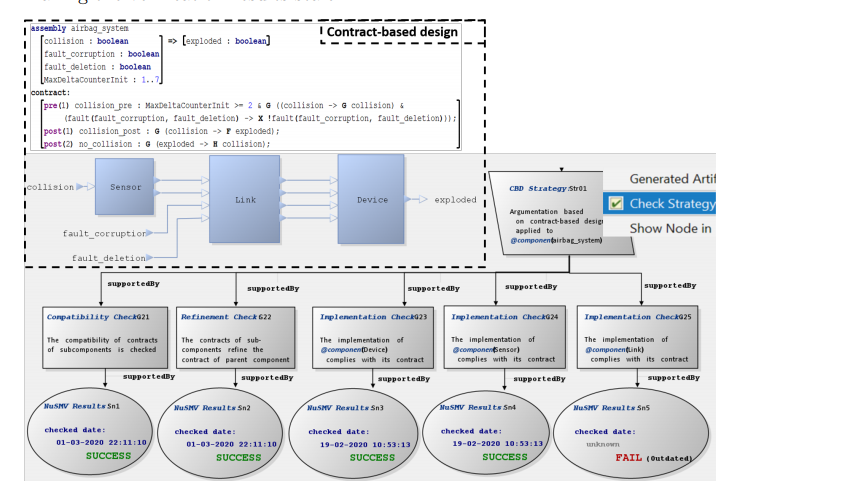 assembly airbag_system
collision : boolean => [exploded : boolean]
fault_corruption : boolean
fault_deletion : boolean
MaxDeltaCounterInit : 1..7
contract:
pre(1) collision_pre : MaxDeltaCounterInit >= 2 & G ((collision -> G collision) &
(fault(fault_corruption, fault_deletion) -> X !fault(fault_corruption, fault_deletion)));
post(1) collision_post : G (collision -> F exploded);
post(2) no_collision : G (exploded -> H collision);
Contract-based design
collision
Sensor
Link
Device
exploded
fault_corruption
fault_deletion
CBD Strategy:Str01
Argumentation based
on contract-based desig
applied to
@component(airbag_system)
Generated Artif
Check Strategy
Show Node in
supportedBy
supportedBy
supportedBy
supportedBy
supportedBy
Compatibility CheckG21
The compatibility of contracts
of subcomponents is checked
Refinement Check G22
The contracts of sub-
components refine the
contract of parent component
Implementation CheckG23
The implementation of
@component(Device)
complies with its contract
Implementation CheckG24
The implementation of
@component(Sensor)
complies with its contract
Implementation CheckG25
The implementation of
@component(Link)
complies with its contract
supportedBy
supportedBy
supportedBy
supportedBy
supportedBy
NuSMV Results Sn1
checked date:
01-03-2020 22:11:10
SUCCESS
NuSMV Results Sn2
checked date:
01-03-2020 22:11:10
SUCCESS
NuSMV Results Sn3
checked date:
19-02-2020 10:53:13
SUCCESS
NuSMV Results Sn4
checked date:
19-02-2020 10:53:13
SUCCESS
NuSMV Results Sn5
checked date:
unknown
FAIL (Outdated)